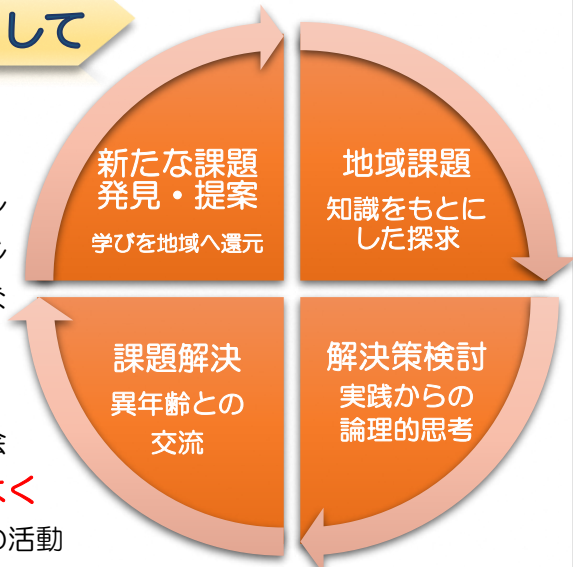 して
新たな課題
発見・提案
学びを地域へ還元
地域課題
知識をもとに
した探求
課題解決
異年齢との
交流
解決策検討
実践からの
論理的思考
く
の活動